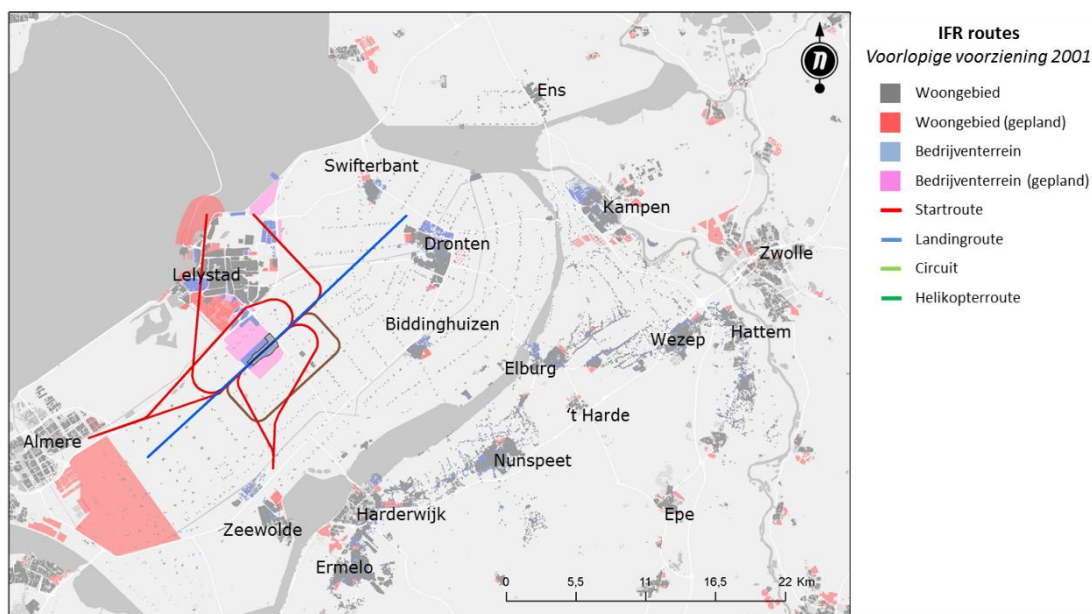 Ens
Swifterbant
Kampen
Dronten
Zwolle
Lelystad
Biddinghuizen
Hattem
Wezep
Elburg
't Harde
Almere
Nunspeet
Zeewolde
Harderwijk
Epe
Ermelo
0 5,5 11 16,5 22 Km
IFR routes
Voorlopige voorziening 2001
Woongebied
Woongebied (gepland)
Bedrijventerrein
Bedrijventerrein (gepland)
Startroute
Landingroute
Circuit
Helikopterroute